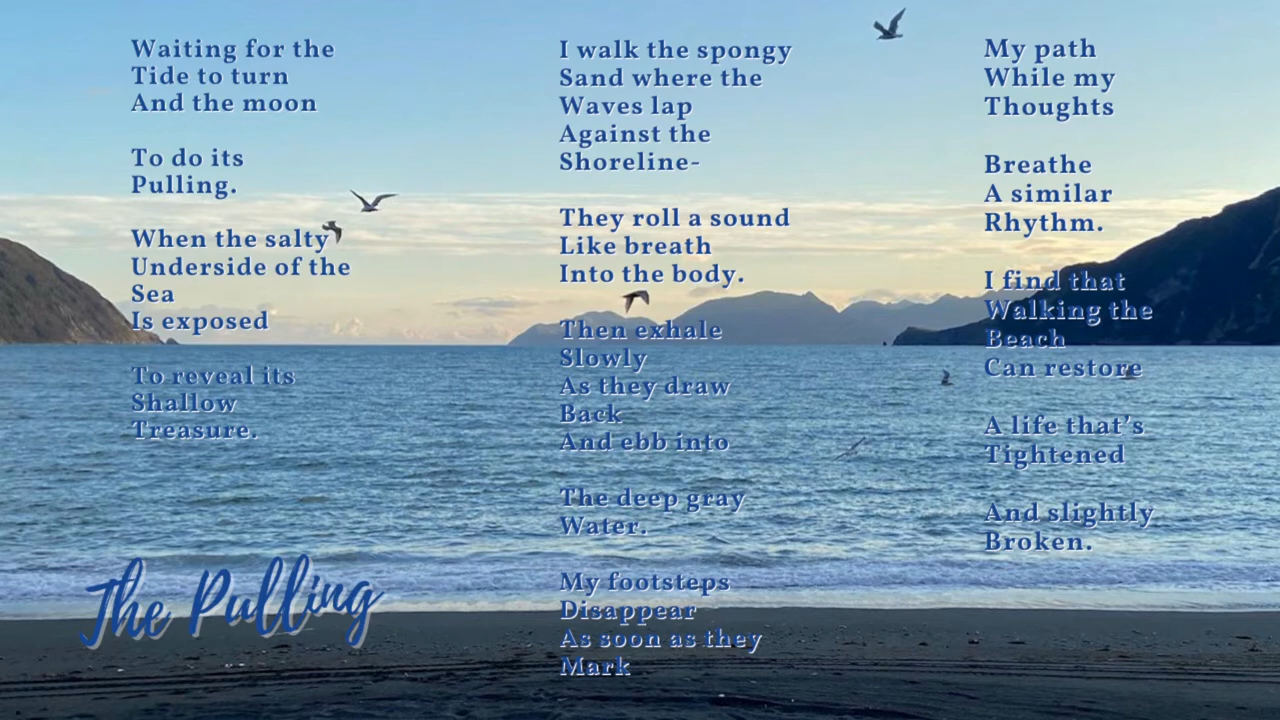 Waiting for the
Tide to turn
And the moon
To do its
Pulling.
When the salty
Underside of the
Sea
Is exposed
To reveal its
Shallow
Treasure.
I walk the spongy
Sand where the
Waves lap
Against the
Shoreline-
They roll a sound
Like breath
Into the body.
Then exhale
Slowly
As they draw
Back
And ebb into
The deep gray
Water.
My footsteps
Disappear
As soon as they
Mark
My path
While my
Thoughts
Breathe
A similar
Rhythm.
I find that
Walking the
Beach
Can restore
A life that's
Tightened
And slightly
Broken.
The Pulling